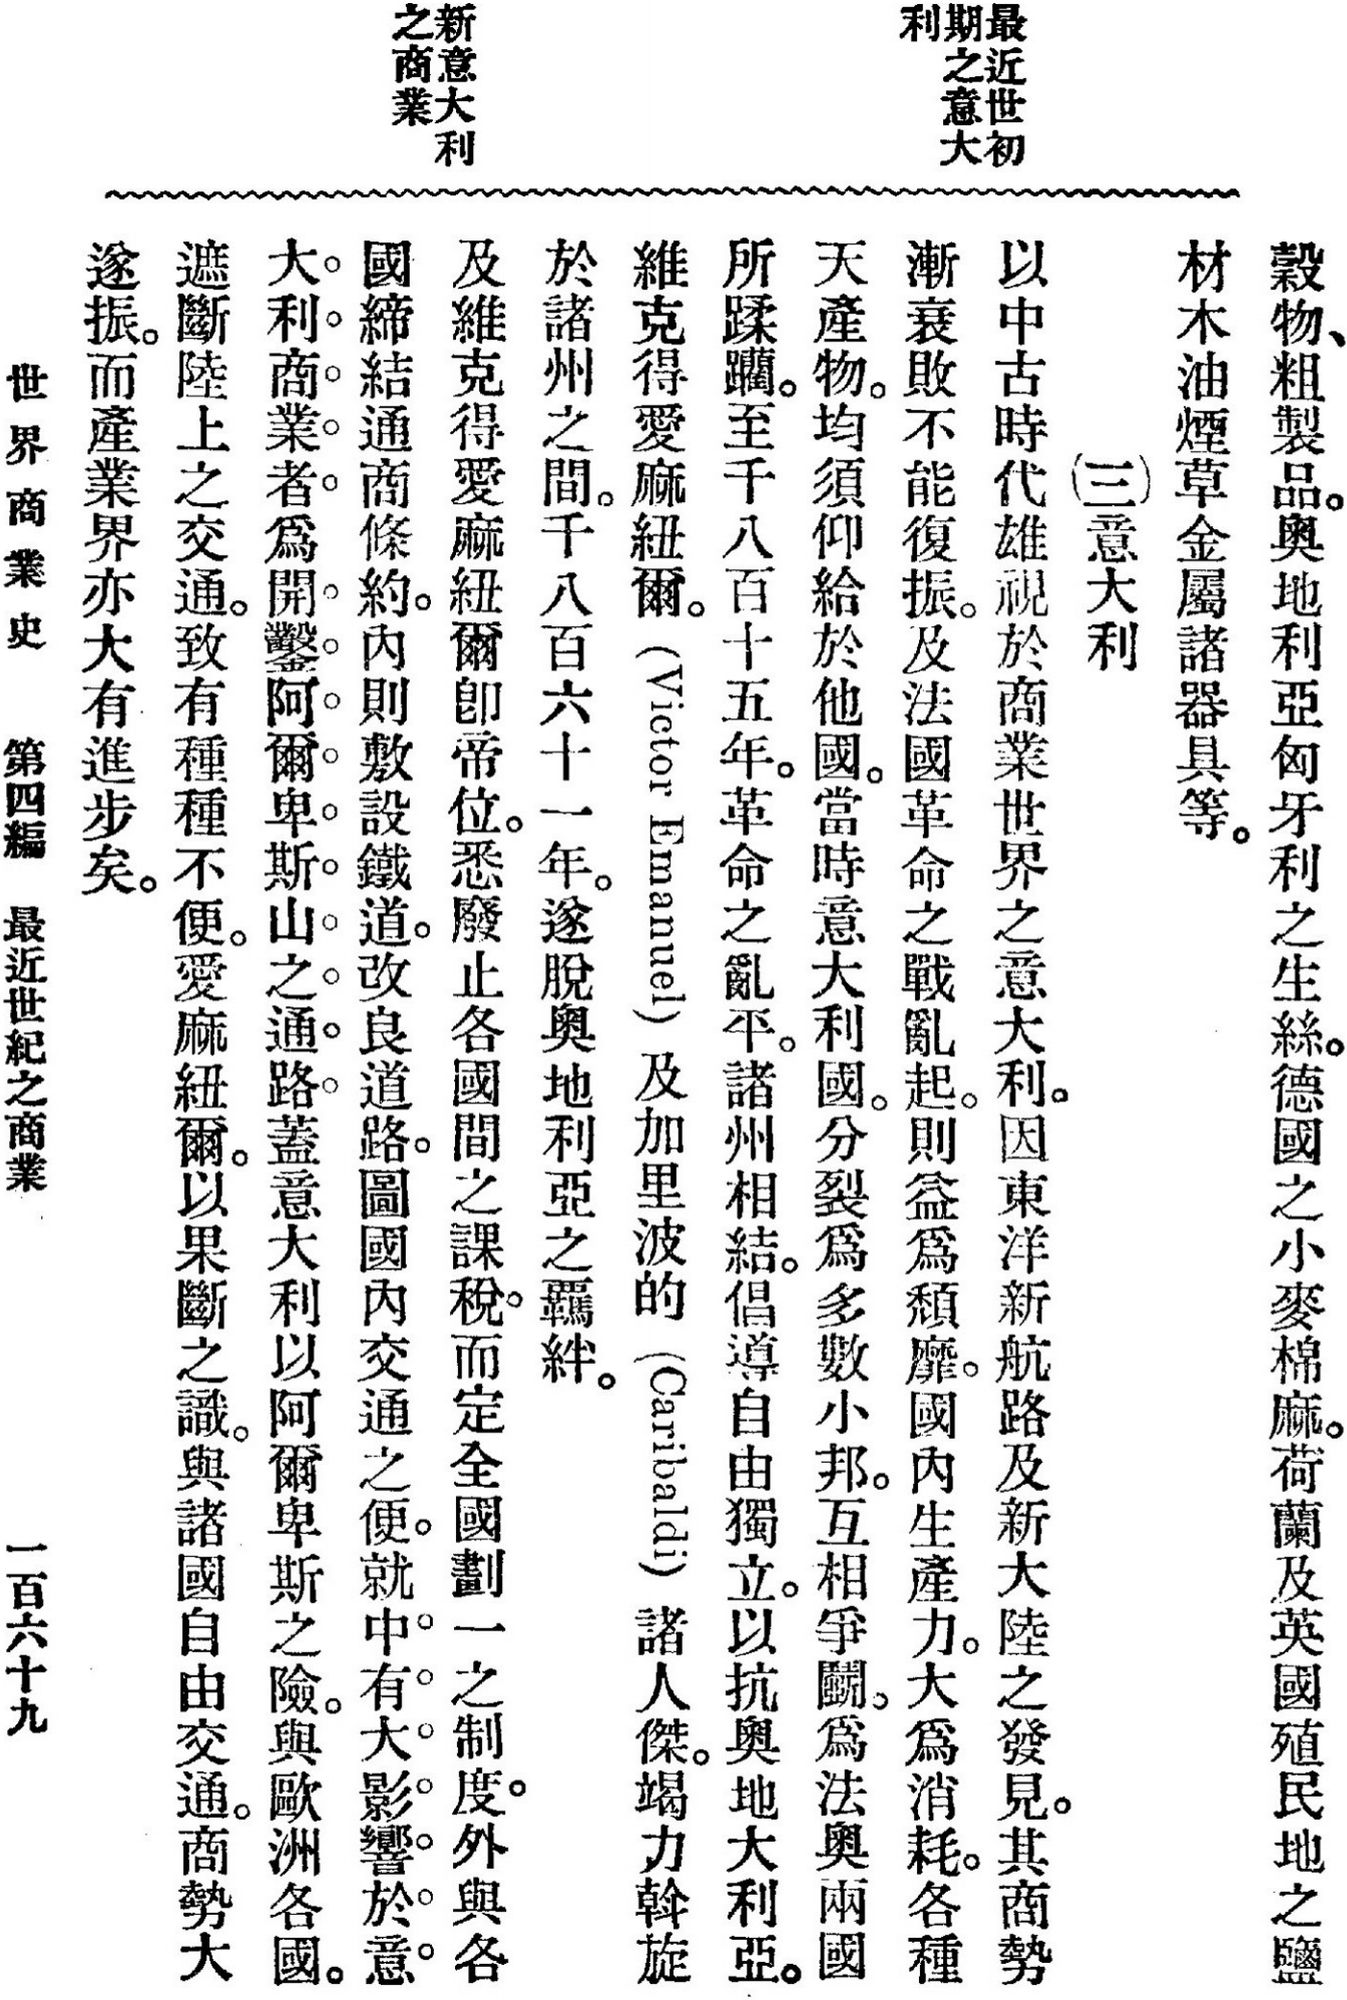 最近世初
期之意大
利
新意大利
之商業
穀物、粗製品。奧地利亞匈牙利之生絲。德國之小麥棉麻。荷蘭及英國殖民地之鹽
材木油煙草金屬諸器具等。
(三)意大利
以中古時代雄視於商業世界之意大利。因東洋新航路及新大陸之發見。其商勢
漸衰敗不能復振。及法國革命之戰亂起。則益爲頹靡。國內生產力。大爲消耗。各種
天產物。均須仰給於他國。當時意大利國。分裂爲多數小邦。互相爭鬭。爲法奧兩國
所蹂躪。至千八百十五年。革命之亂平。諸州相結。倡導自由獨立。以抗奧地大利亞。
維克得愛麻紐爾。(Victor Emanuel)及加里波的(Caribaldi)諸人傑。竭力斡旋
於諸州之間。千八百六十一年。遂脫奧地利亞之羈絆。
及維克得愛麻紐爾卽帝位。悉廢止各國間之課稅。而定全國劃一之制度。外與各
國締結通商條約。內則敷設鐵道。改良道路。圖國內交通之便。就中有大影響於意
大利商業者爲開鑿阿爾卑斯山之通路蓋意大利以阿爾卑斯之險。與歐洲各國。
遮斷陸上之交通。致有種種不便。愛麻紐爾。以果斷之識。與諸國自由交通。商勢大
遂振。而產業界亦大有進步矣。
世界商業史 第四編 最近世紀之商業 一百六十九